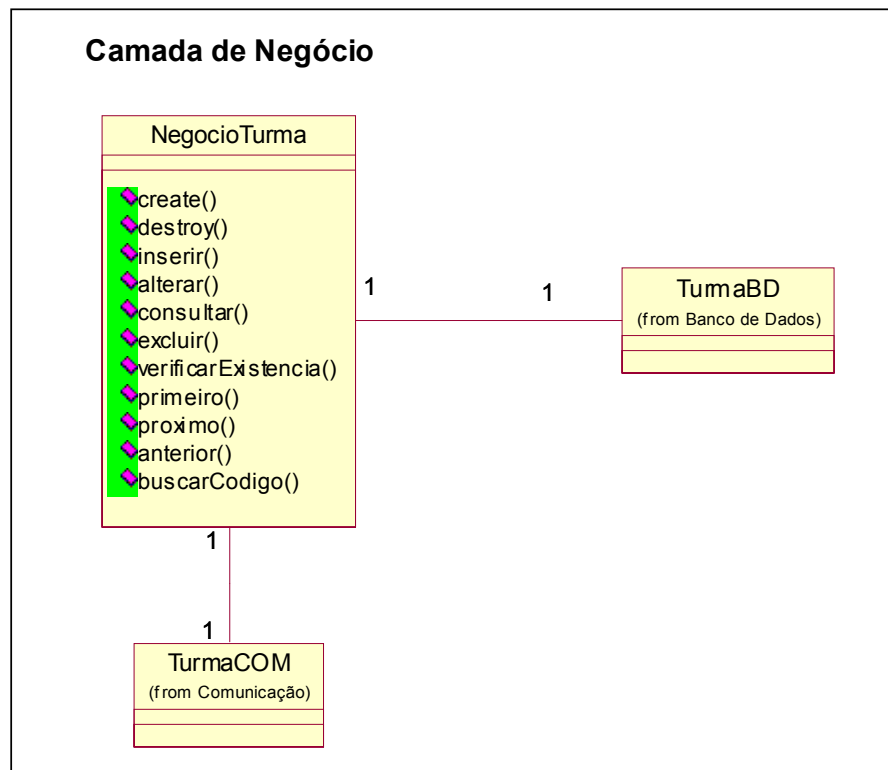 Camada de Negócio
NegocioTurma
create()
destroy()
inserir()
alterar()
consultar()
excluir()
verificarExistencia()
primeiro()
proximo()
anterior()
buscarCodigo()
1
1
TurmaBD
(from Banco de Dados)
1
1
TurmaCOM
(from Comunicação)